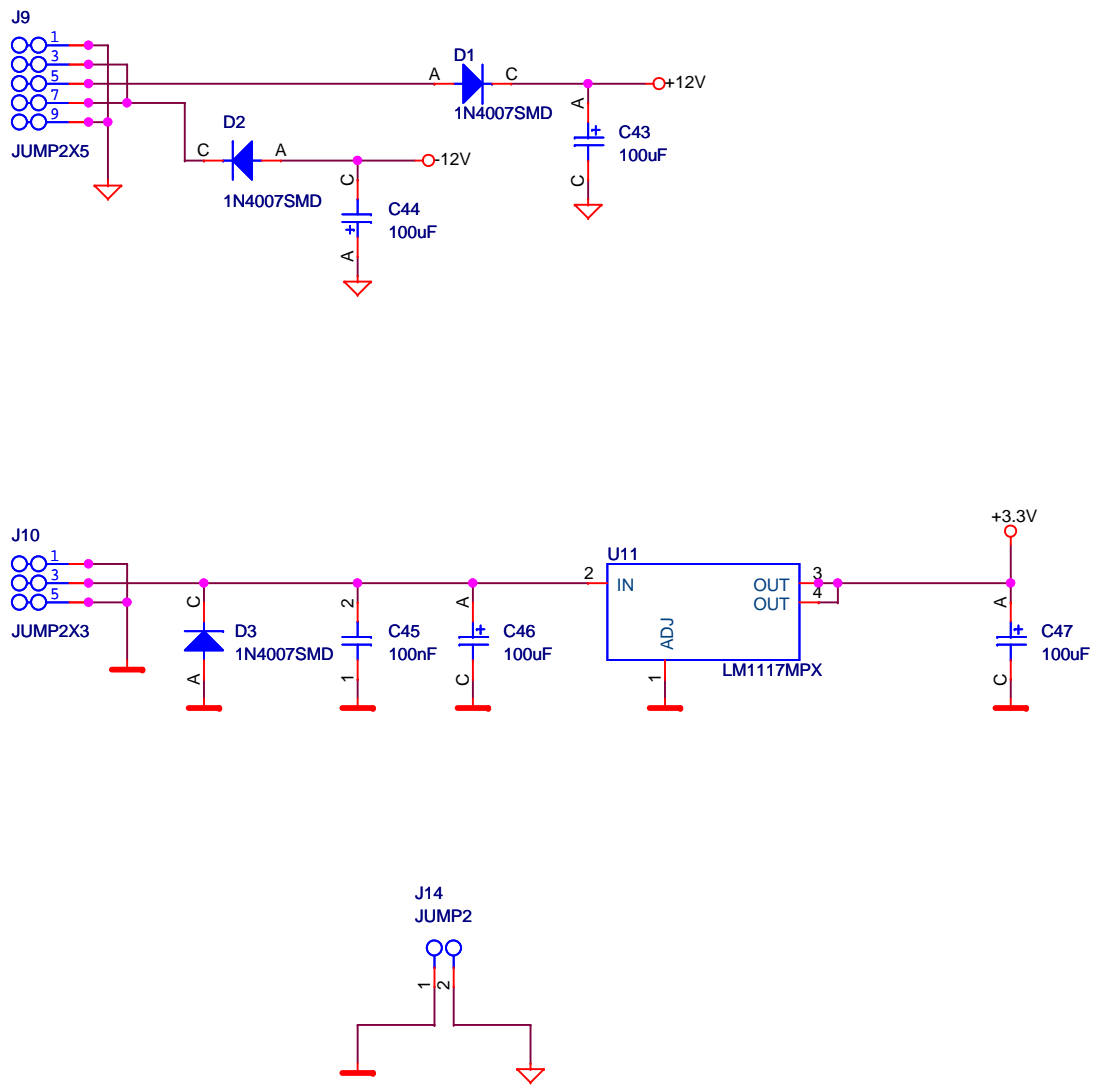 J9
1
3
5
7
9
JUMP2X5
D1
A
C
1N4007SMD
+12V
A
+
C43
100uF
C
D2
C
A
1N4007SMD
-12V
C
C44
100uF
+
A
+3.3V
J10
1
3
5
JUMP2X3
C
D3
1N4007SMD
A
2
C45
100nF
1
A
+
C46
100uF
C
U11
2
IN
OUT
3
OUT
4
ADJ
1
LM1117MPX
A
+
C47
100uF
C
J14
JUMP2
1
2